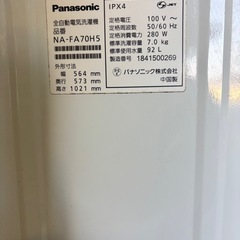 Panasonic
全自動電気洗濯機
品番
NA-FA70H5
外形寸法
幅 564 mm
奥行 573 mm
高さ 1021 mm
IPX4
JET
定格電圧 100 V～
定格周波数 50/60 Hz
定格消費電力 280 W
標準洗濯容量 7.0 kg
標準使用水量 92 L
製造番号 1841500269
パナソニック株式会社
中国製